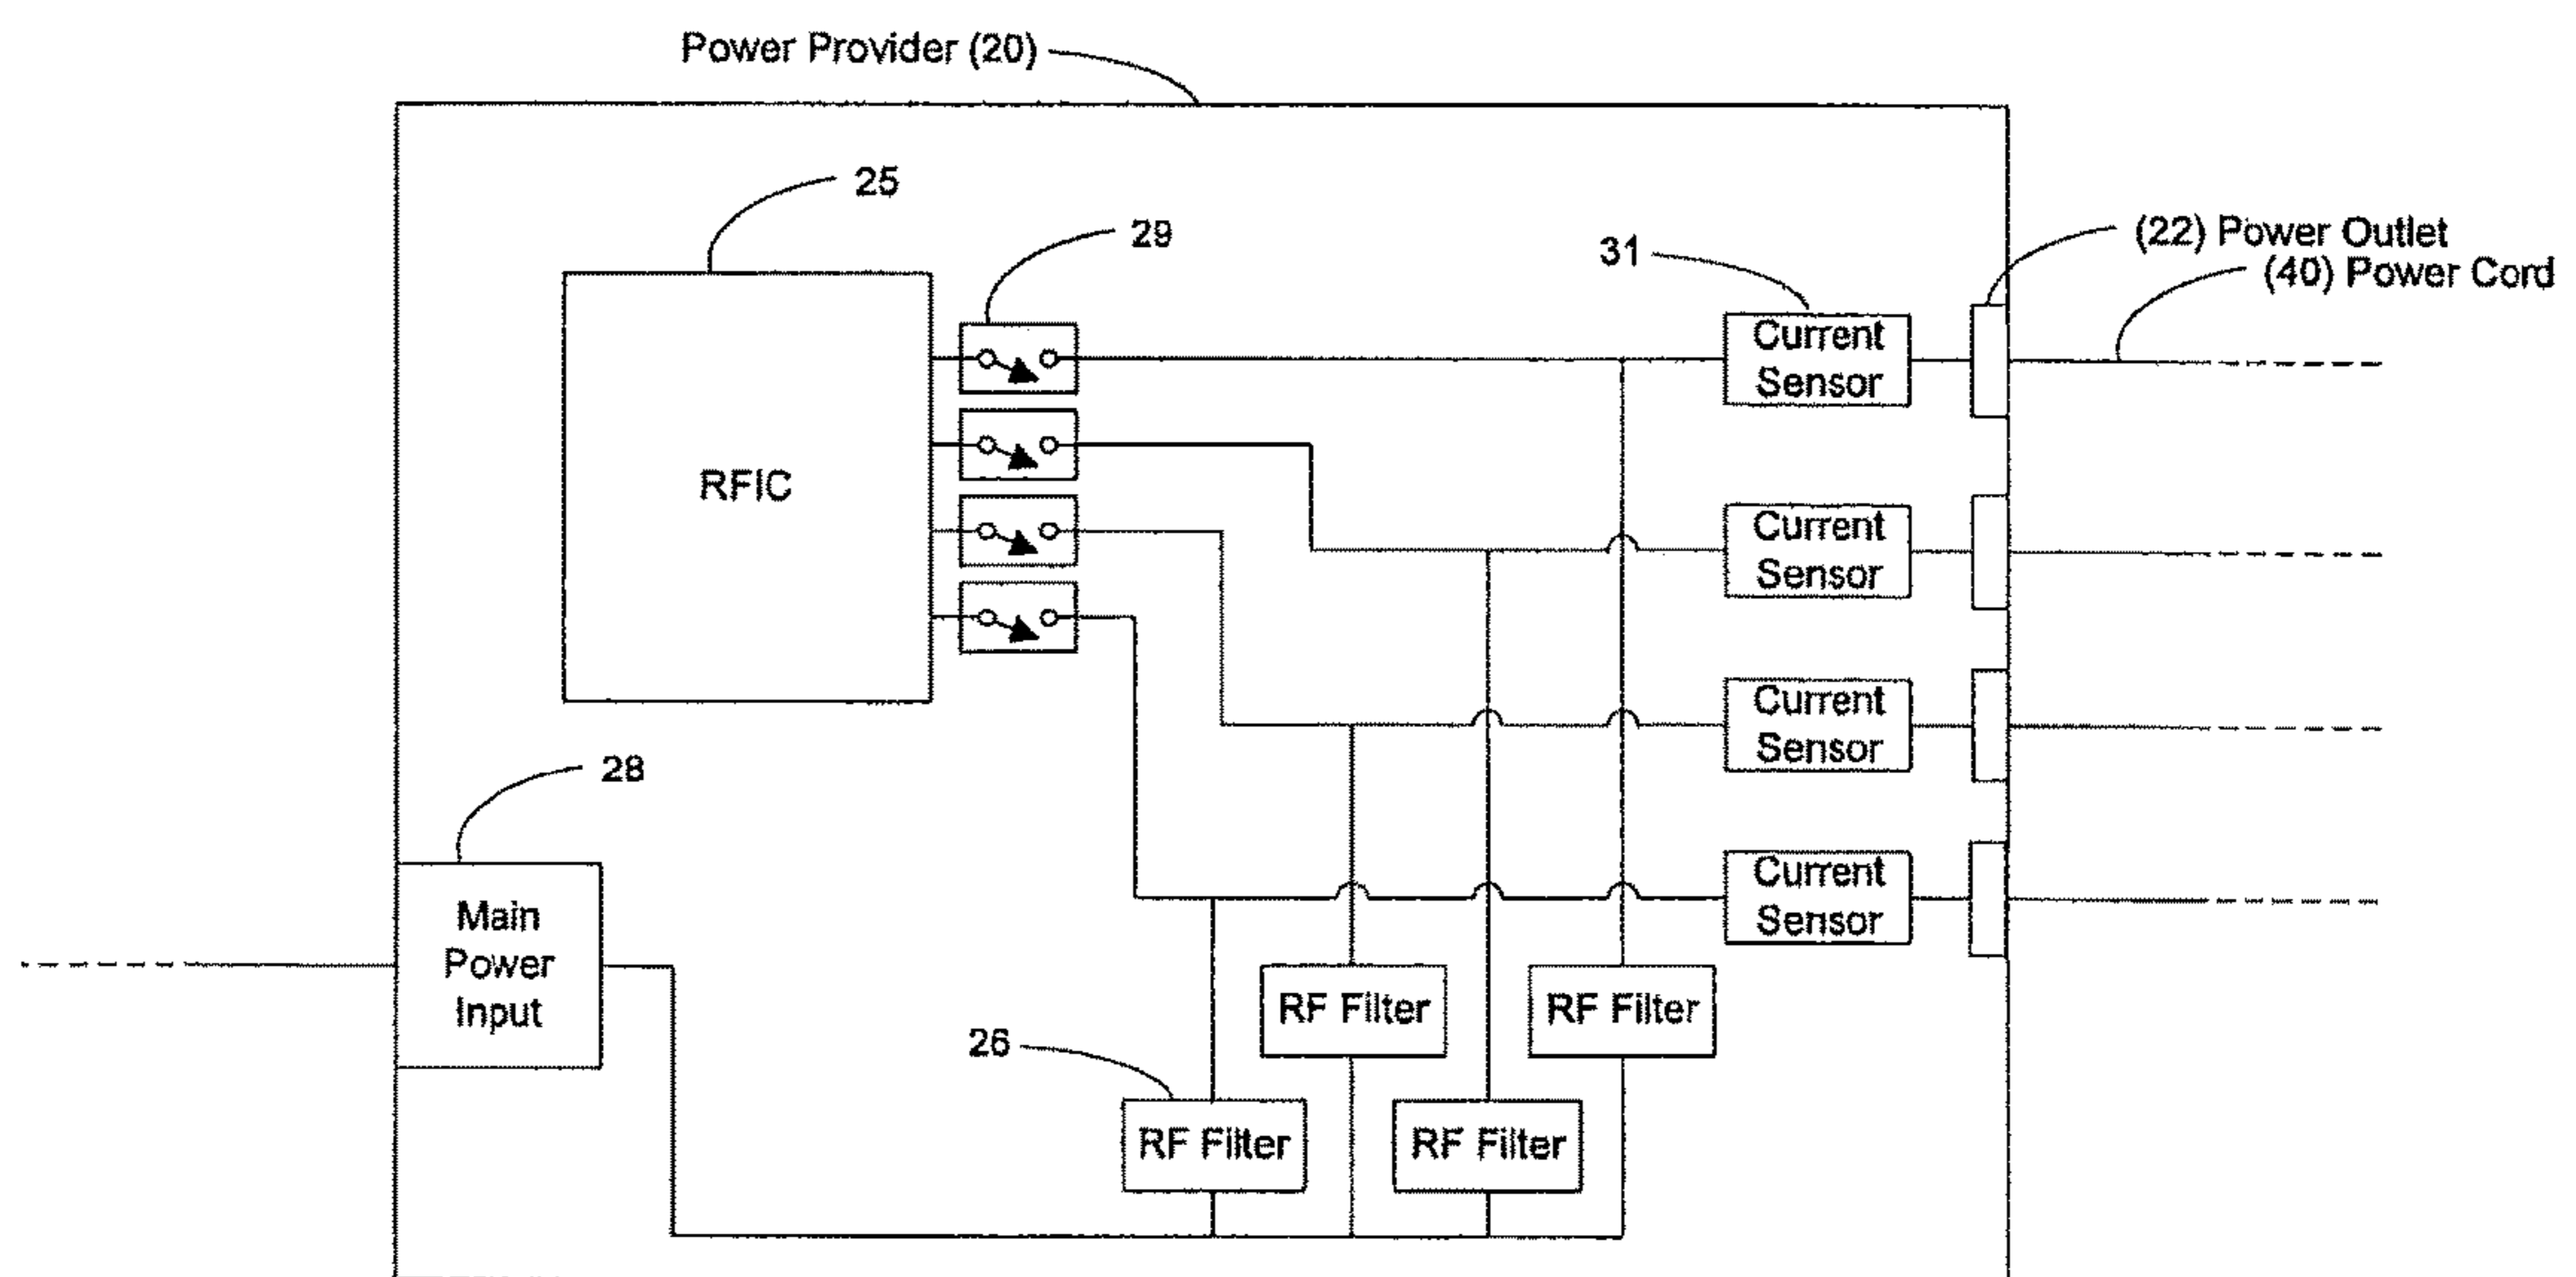 Power Provider (20)
25
29
31
(22) Power Outlet
(40) Power Cord
Current
Sensor
RFIC
Current
Sensor
Current
Sensor
28
Current
Sensor
Main
Power
Input
RF Filter
RF Filter
26
RF Filter
RF Filter